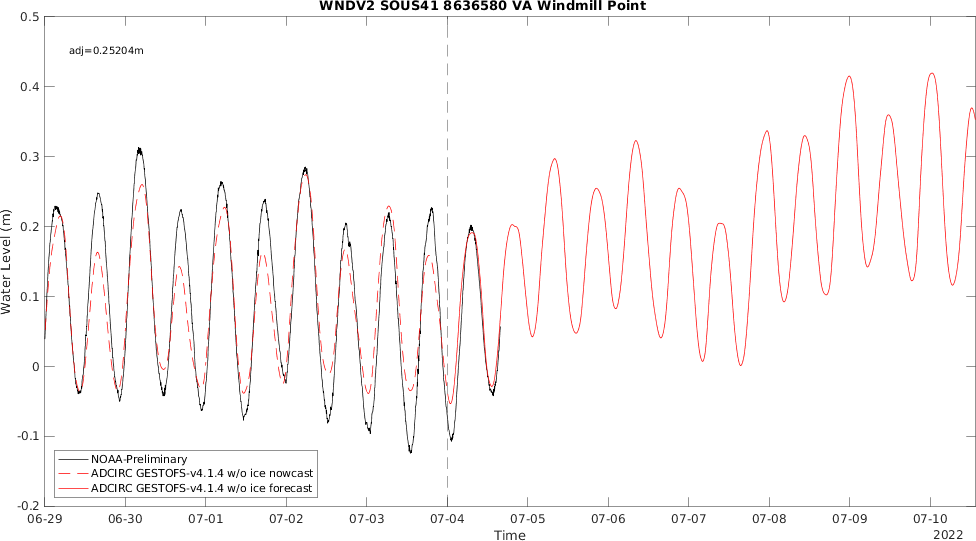 WNDV2 SOUS41 8636580 VA Windmill Point
adj=0.25204m
Water Level (m)
0.5
0.4
0.3
0.2
0.1
0
-0.1
-0.2
NOAA-Preliminary
ADCIRC GESTOFS-v4.1.4 w/o ice nowcast
ADCIRC GESTOFS-v4.1.4 w/o ice forecast
06-29 06-30 07-01 07-02 07-03 07-04 07-05 07-06 07-07 07-08 07-09 07-10
Time
2022